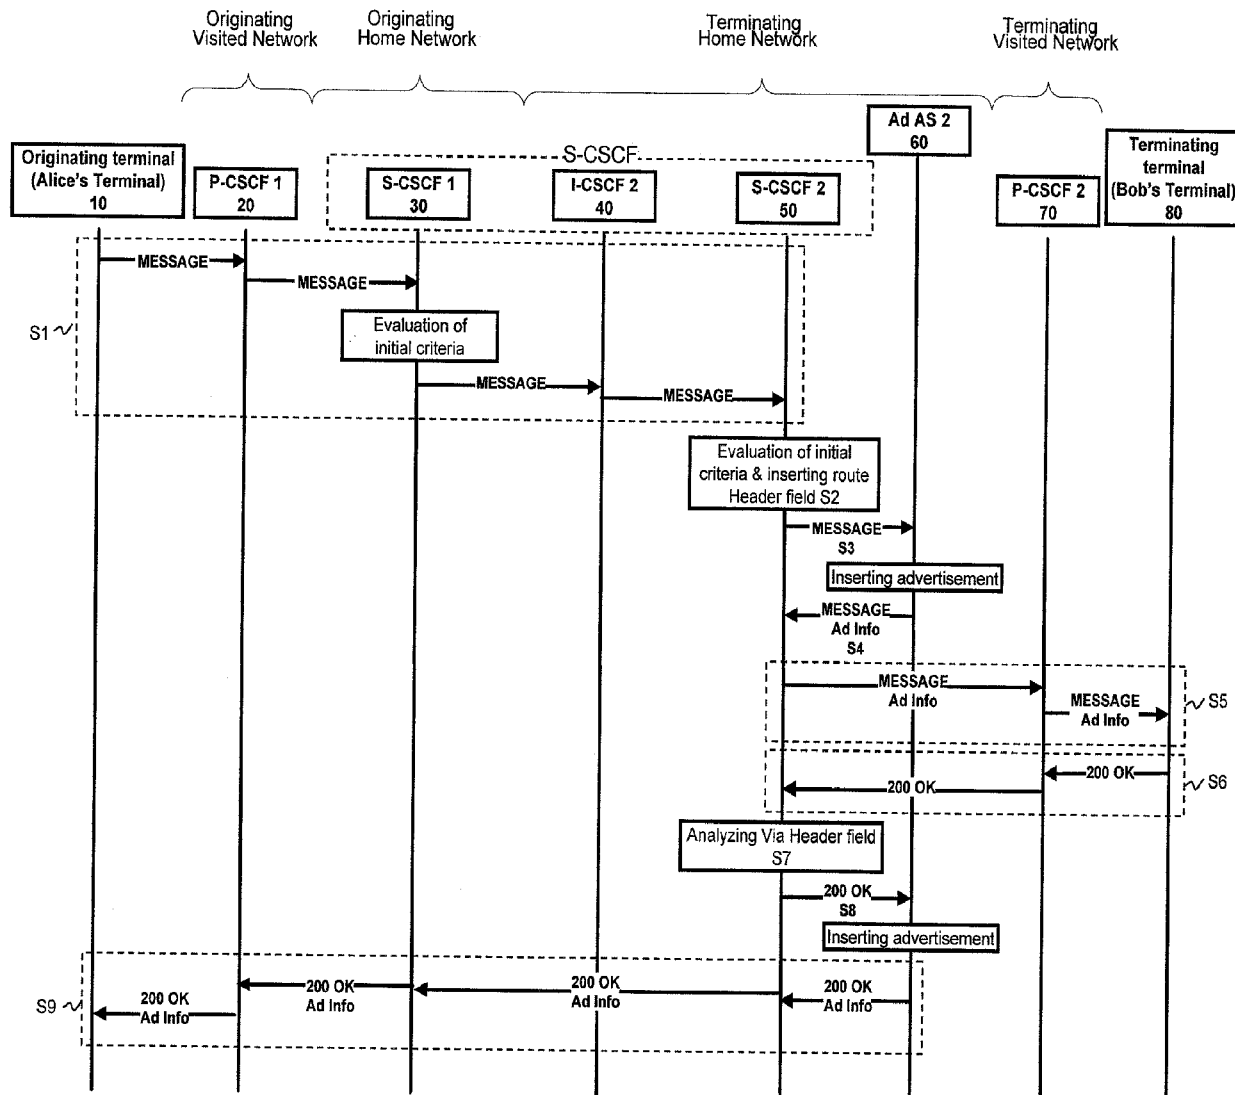 Originating
Visited Network
Originating
Home Network
Terminating
Home Network
Terminating
Visited Network
Originating terminal
(Alice's Terminal)
10
P-CSCF 1
20
S-CSCF
S-CSCF 1
30
I-CSCF 2
40
S-CSCF 2
50
Ad AS 2
60
P-CSCF 2
70
Terminating
terminal
(Bob's Terminal)
80
S1
MESSAGE
MESSAGE
Evaluation of
initial criteria
MESSAGE
MESSAGE
Evaluation of initial
criteria & inserting route
Header field S2
MESSAGE
S3
Inserting advertisement
MESSAGE
Ad Info
S4
MESSAGE
Ad Info
MESSAGE
Ad Info
S5
200 OK
200 OK
S6
Analyzing Via Header field
S7
200 OK
S8
Inserting advertisement
S9
200 OK
Ad Info
200 OK
Ad Info
200 OK
Ad Info
200 OK
Ad Info